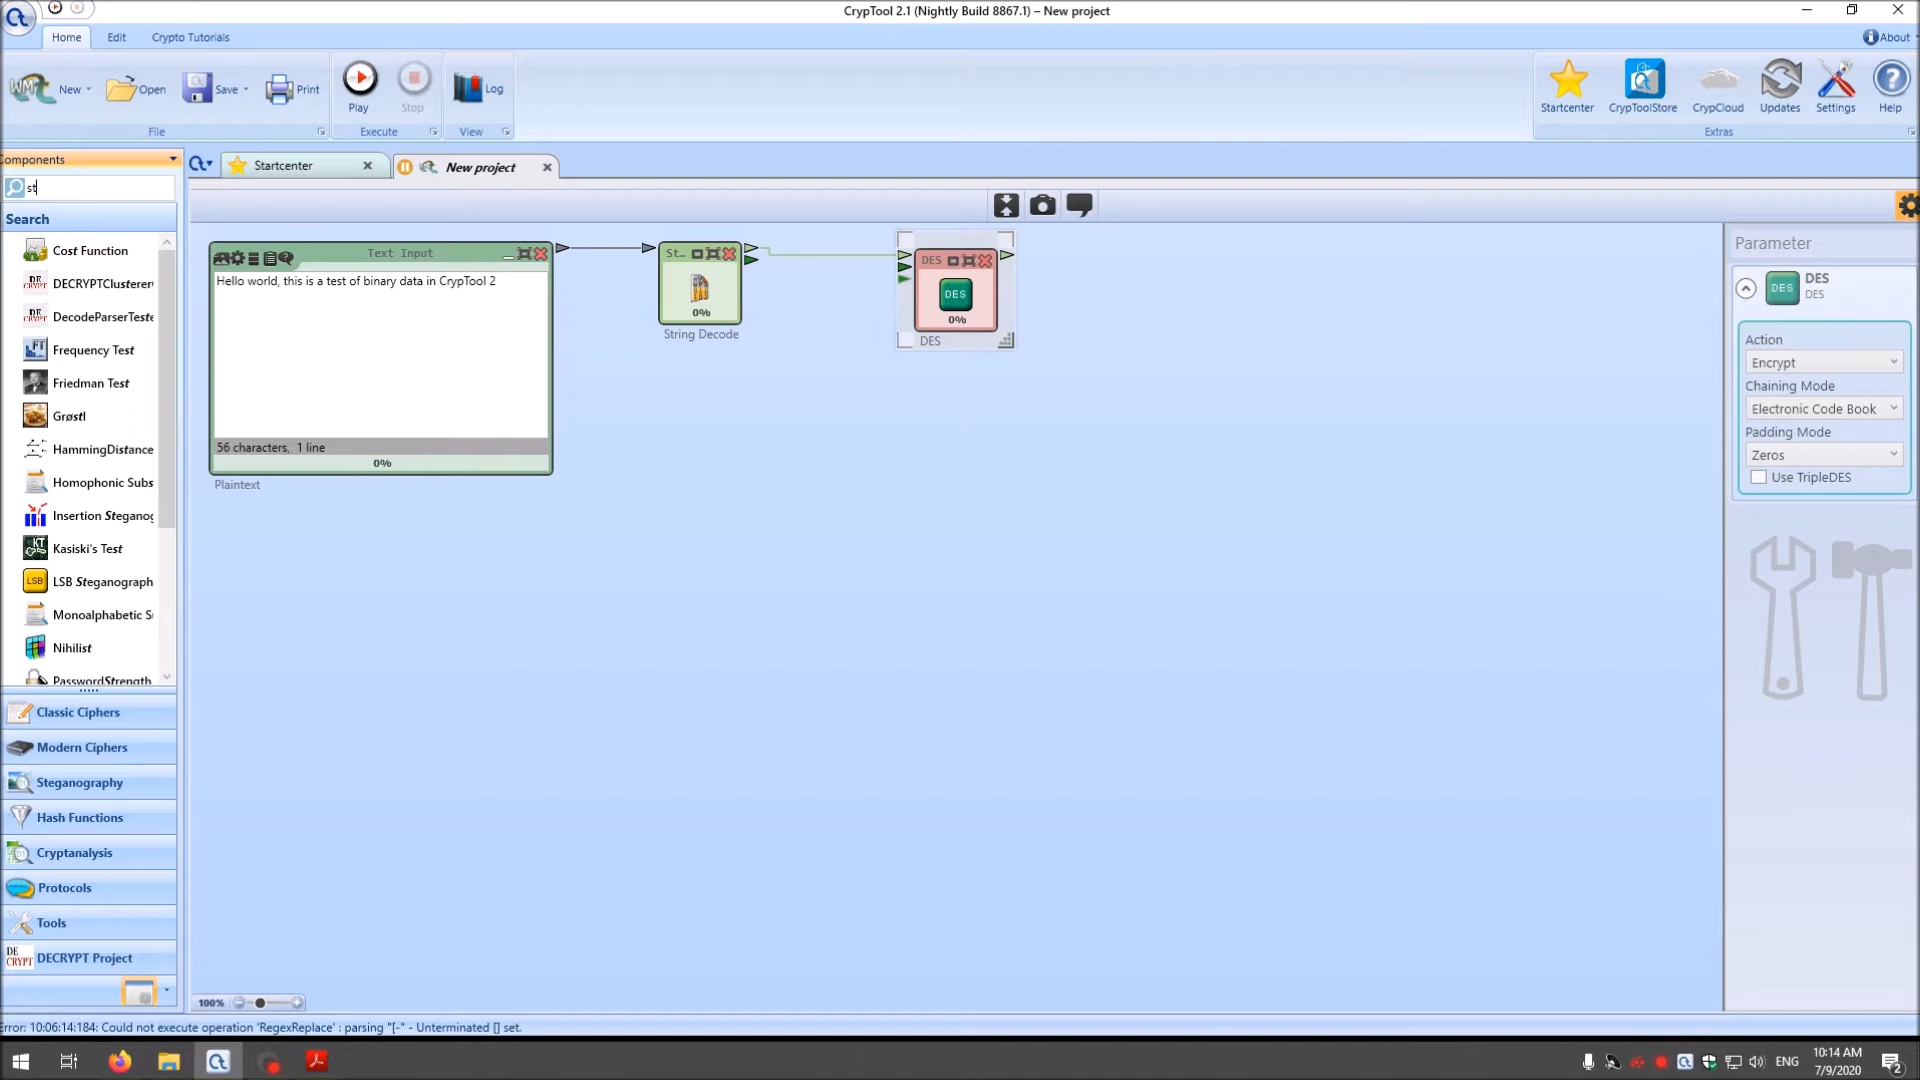 CrypTool 2.1 (Nightly Build 8867.1) – New project
Home Edit Crypto Tutorials About
New Open Save Print Play Stop Log Startcenter CrypToolStore CrypCloud Updates Settings Help
File Execute View Extras
Components
st
Startcenter New project
Search
Cost Function
DECRYPTClusterer
DecodeParserTeste
Frequency Test
Friedman Test
Grøstl
HammingDistance
Homophonic Subs
Insertion Steganog
Kasiski's Test
LSB Steganograph
Monoalphabetic S
Nihilist
PasswordStrength
Classic Ciphers
Modern Ciphers
Steganography
Hash Functions
Cryptanalysis
Protocols
Tools
DECRYPT Project
Text Input
Hello world, this is a test of binary data in CrypTool 2
56 characters, 1 line
0%
Plaintext
St...
0%
String Decode
DES
DES
0%
DES
Parameter
DES
DES
DES
Action
Encrypt
Chaining Mode
Electronic Code Book
Padding Mode
Zeros
Use TripleDES
100%
Error: 10:06:14:184: Could not execute operation 'RegexReplace' : parsing "[-" - Unterminated [] set.
ENG
10:14 AM
7/9/2020
2